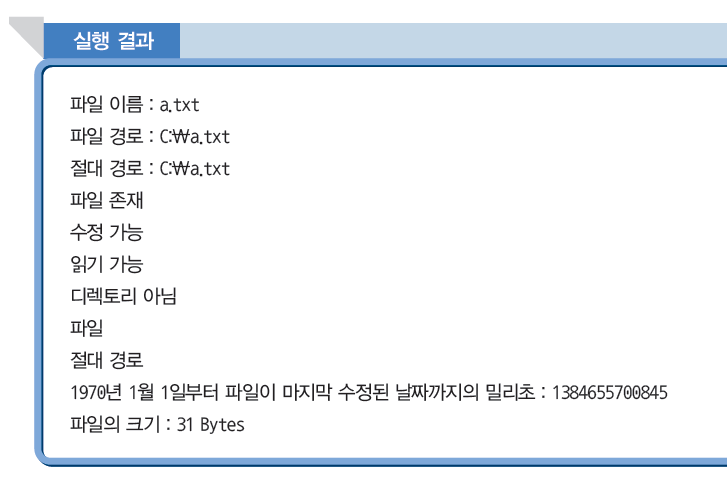 실행 결과
파일 이름 : a.txt
파일 경로 : C:₩a.txt
절대 경로 : C:₩a.txt
파일 존재
수정 가능
읽기 가능
디렉토리 아님
파일
절대 경로
1970년 1월 1일부터 파일이 마지막 수정된 날짜까지의 밀리초 : 1384655700845
파일의 크기 : 31 Bytes